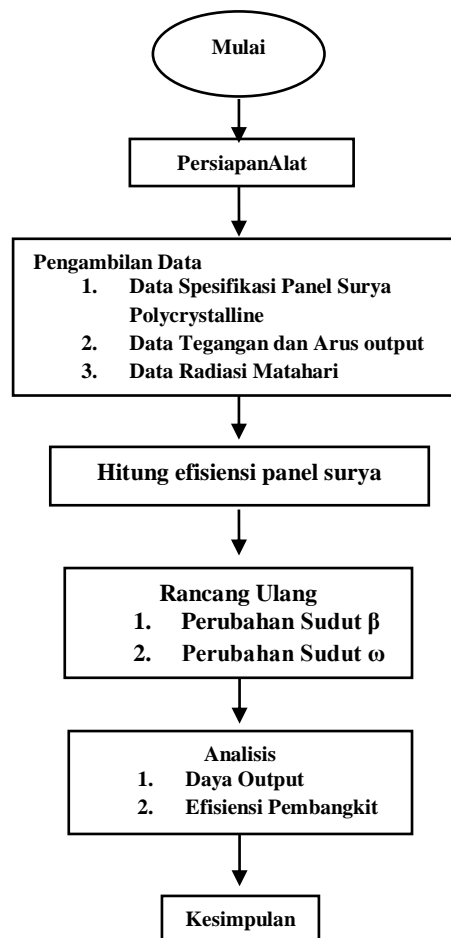 Mulai
PersiapanAlat
Pengambilan Data
1. Data Spesifikasi Panel Surya
Polycrystalline
2. Data Tegangan dan Arus output
3. Data Radiasi Matahari
Hitung efisiensi panel surya
Rancang Ulang
1. Perubahan Sudut β
2. Perubahan Sudut ω
Analisis
1. Daya Output
2. Efisiensi Pembangkit
Kesimpulan